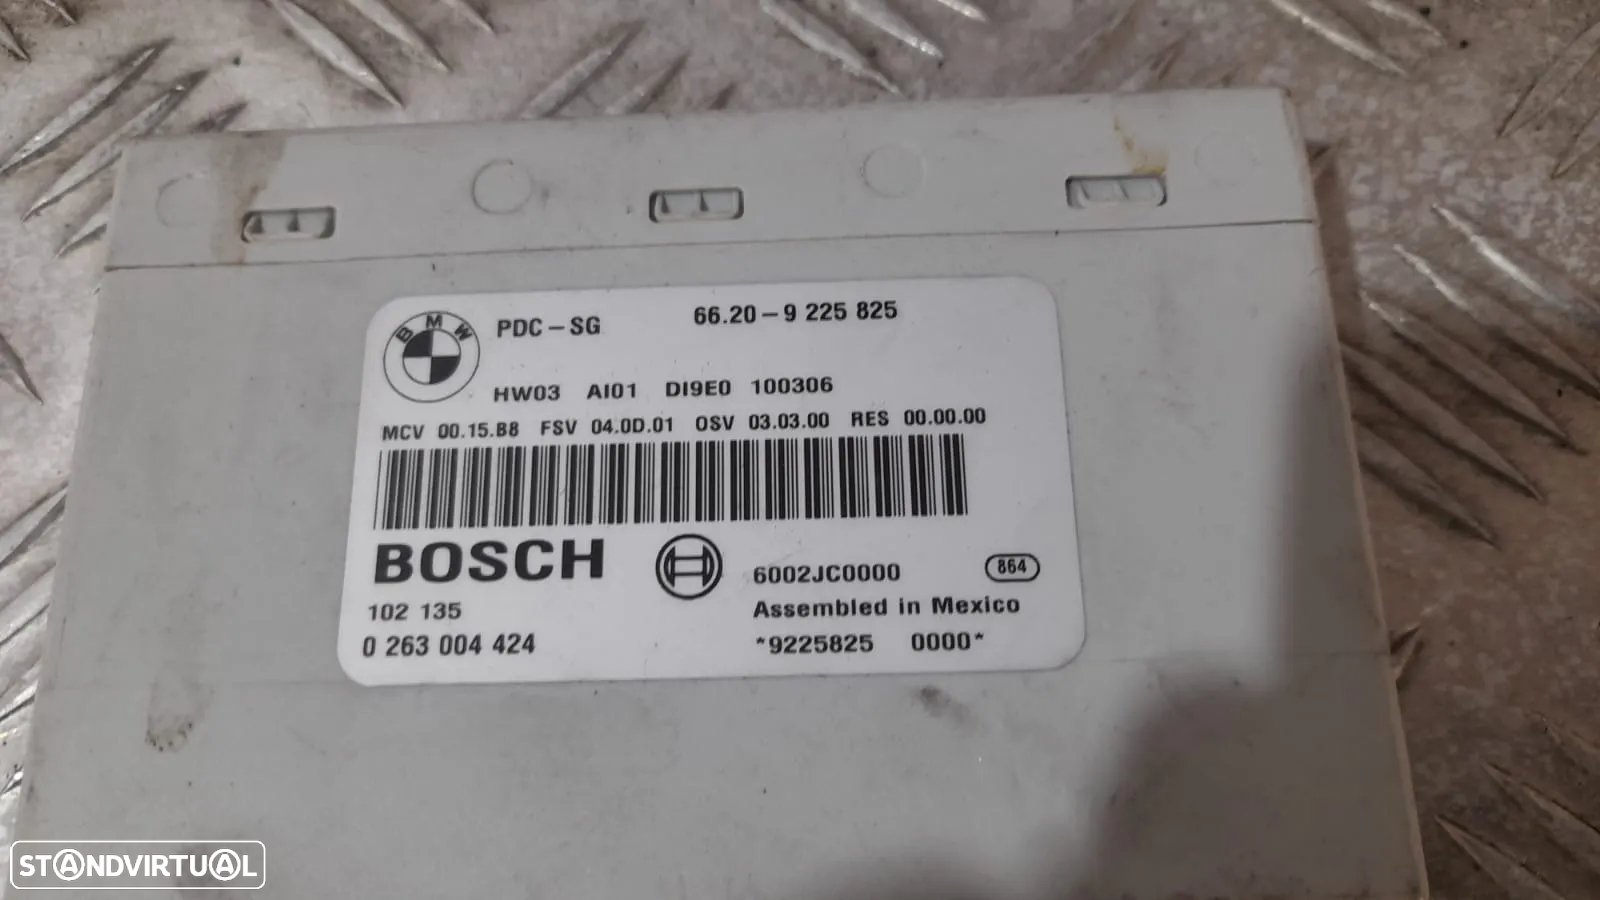 BMW
PDC-SG 66.20-9 225 825
HW03 AI01 DI9E0 100306
MCV 00.15.B8 FSV 04.0D.01 OSV 03.03.00 RES 00.00.00
BOSCH
6002JC0000 864
102 135 Assembled in Mexico
0 263 004 424 *9225825 0000*
STANDVIRTUAL